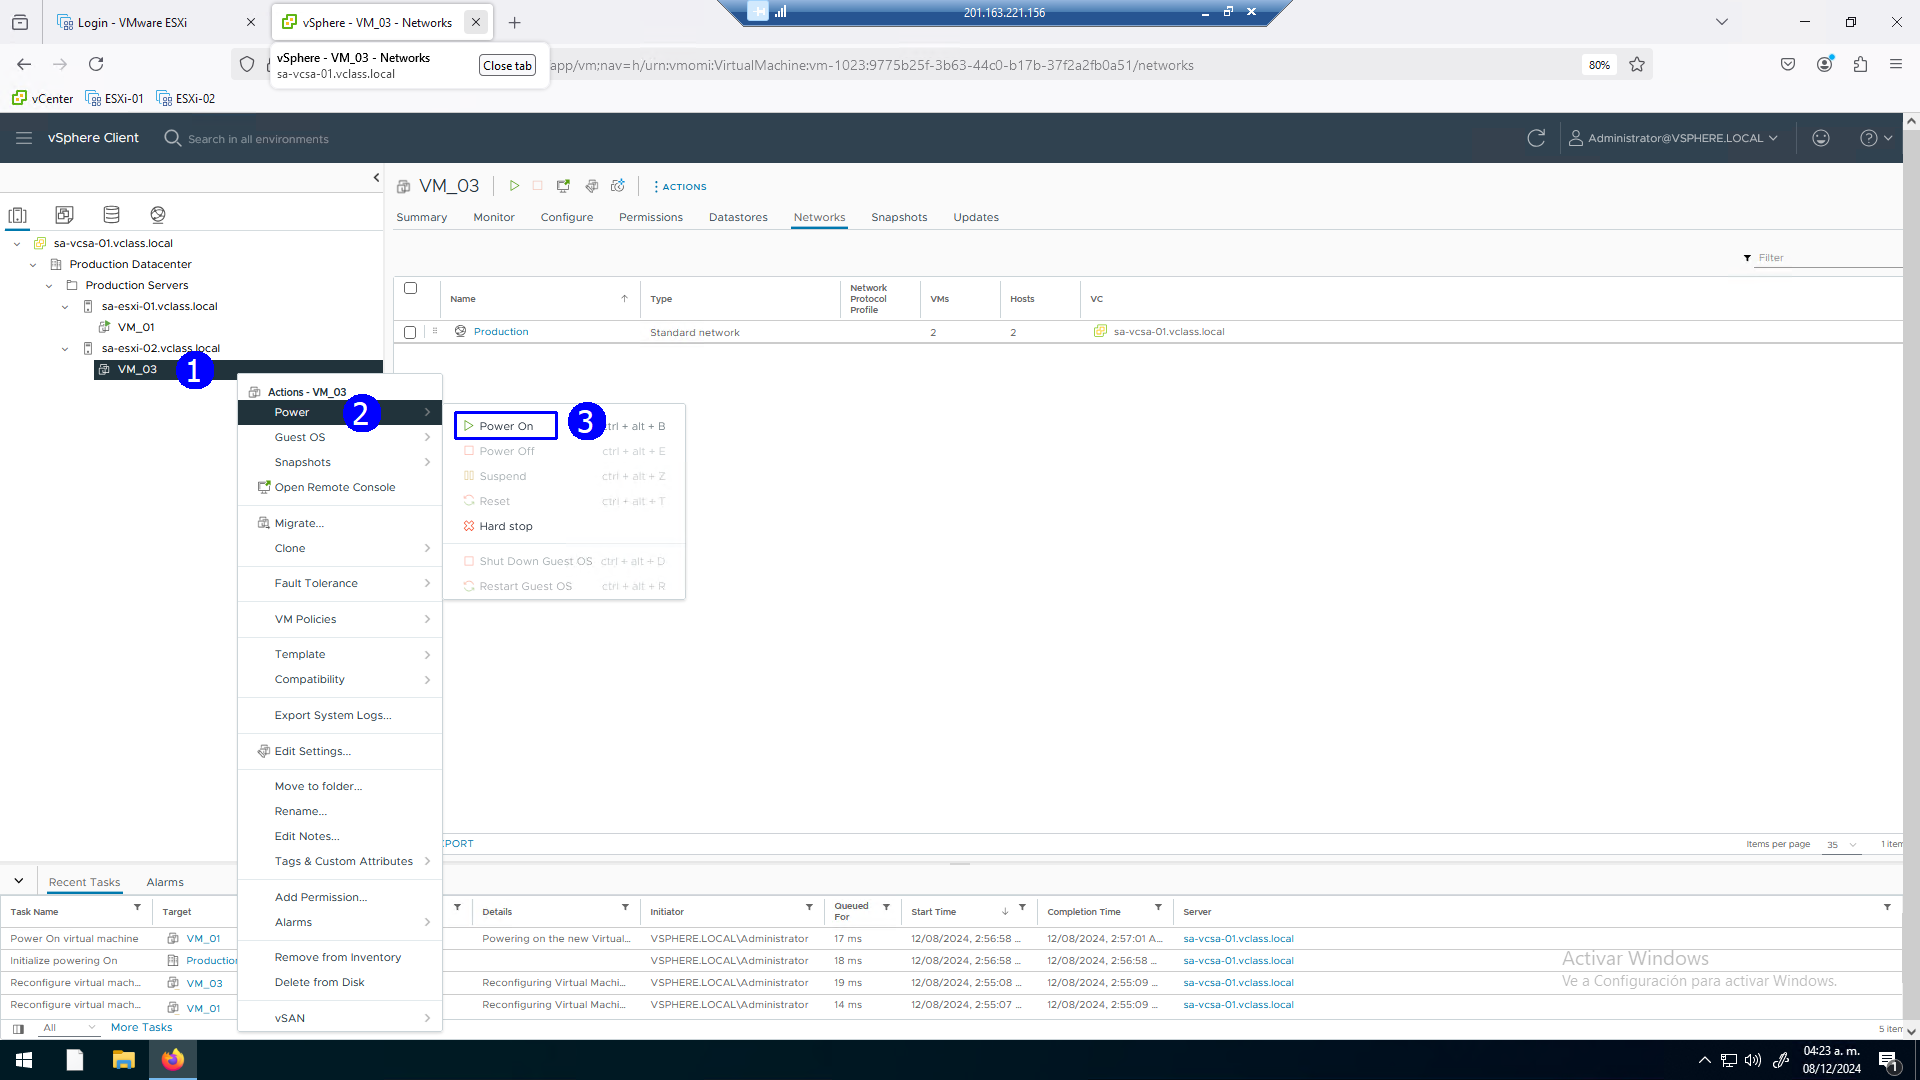 Login - VMware ESXi
vSphere - VM_03 - Networks
201.163.221.156
vSphere - VM_03 - Networks
sa-vcsa-01.vclass.local
Close tab
app/vm;nav=h/urn:vmomi:VirtualMachine:vm-1023:9775b25f-3b63-44c0-b17b-37f2a2fb0a51/networks
80%
vCenter
ESXi-01
ESXi-02
vSphere Client
Search in all environments
Administrator@VSPHERE.LOCAL
VM_03
ACTIONS
Summary
Monitor
Configure
Permissions
Datastores
Networks
Snapshots
Updates
sa-vcsa-01.vclass.local
Production Datacenter
Production Servers
sa-esxi-01.vclass.local
VM_01
sa-esxi-02.vclass.local
VM_03
1
Filter
Name
Type
Network
Protocol
Profile
VMs
Hosts
VC
Production
Standard network
2
2
sa-vcsa-01.vclass.local
Actions - VM_03
Power
2
Guest OS
Snapshots
Open Remote Console
Migrate...
Clone
Fault Tolerance
VM Policies
Template
Compatibility
Export System Logs...
Edit Settings...
Move to folder...
Rename...
Edit Notes...
Tags & Custom Attributes
Add Permission...
Alarms
Remove from Inventory
Delete from Disk
vSAN
Power On
3
trl + alt + B
Power Off
ctrl + alt + E
Suspend
ctrl + alt + Z
Reset
ctrl + alt + T
Hard stop
Shut Down Guest OS
ctrl + alt + D
Restart Guest OS
ctrl + alt + R
PORT
Items per page
35
1 item
Recent Tasks
Alarms
Task Name
Target
Details
Initiator
Queued
For
Start Time
Completion Time
Server
Power On virtual machine
VM_01
Powering on the new Virtual...
VSPHERE.LOCAL\Administrator
17 ms
12/08/2024, 2:56:58 ...
12/08/2024, 2:57:01 A...
sa-vcsa-01.vclass.local
Initialize powering On
Production
VSPHERE.LOCAL\Administrator
18 ms
12/08/2024, 2:56:58 ...
12/08/2024, 2:56:58 ...
sa-vcsa-01.vclass.local
Reconfigure virtual mach...
VM_03
Reconfiguring Virtual Machi...
VSPHERE.LOCAL\Administrator
19 ms
12/08/2024, 2:55:08 ...
12/08/2024, 2:55:09 ...
sa-vcsa-01.vclass.local
Reconfigure virtual mach...
VM_01
Reconfiguring Virtual Machi...
VSPHERE.LOCAL\Administrator
14 ms
12/08/2024, 2:55:07 ...
12/08/2024, 2:55:09 ...
sa-vcsa-01.vclass.local
All
More Tasks
5 item
Activar Windows
Ve a Configuración para activar Windows.
04:23 a. m.
08/12/2024
1